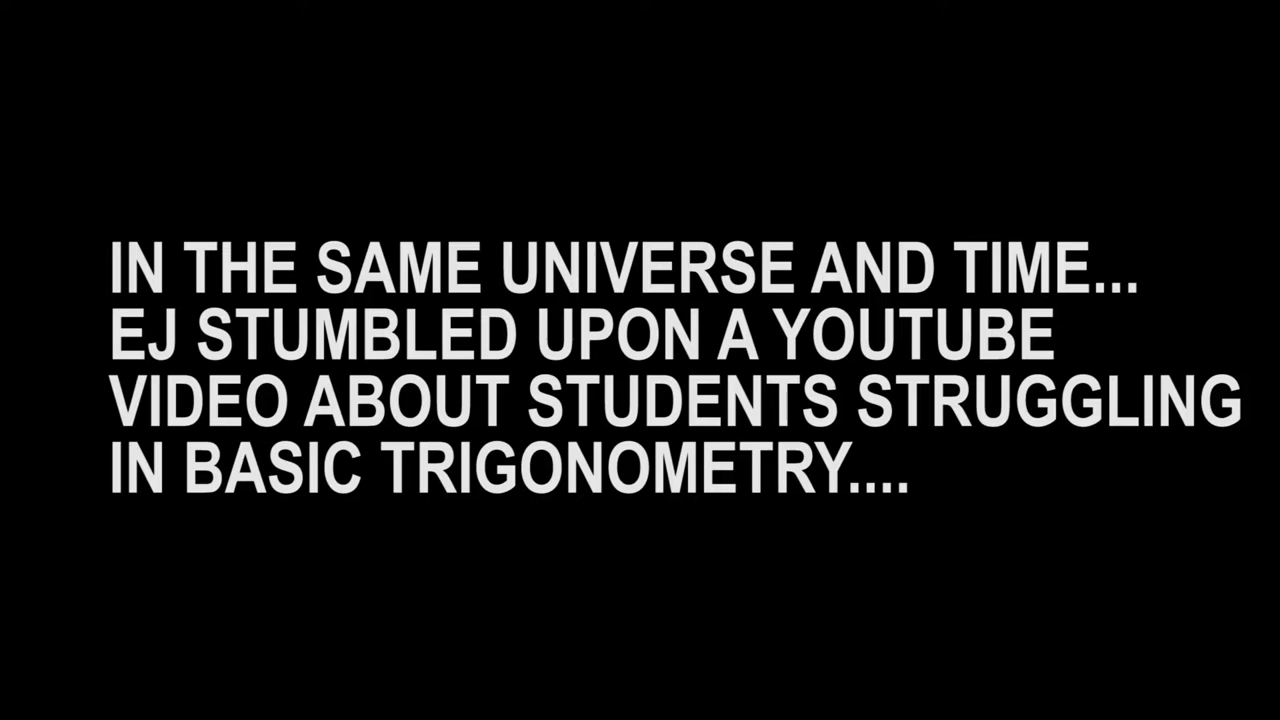 IN THE SAME UNIVERSE AND TIME...
EJ STUMBLED UPON A YOUTUBE
VIDEO ABOUT STUDENTS STRUGGLING
IN BASIC TRIGONOMETRY....